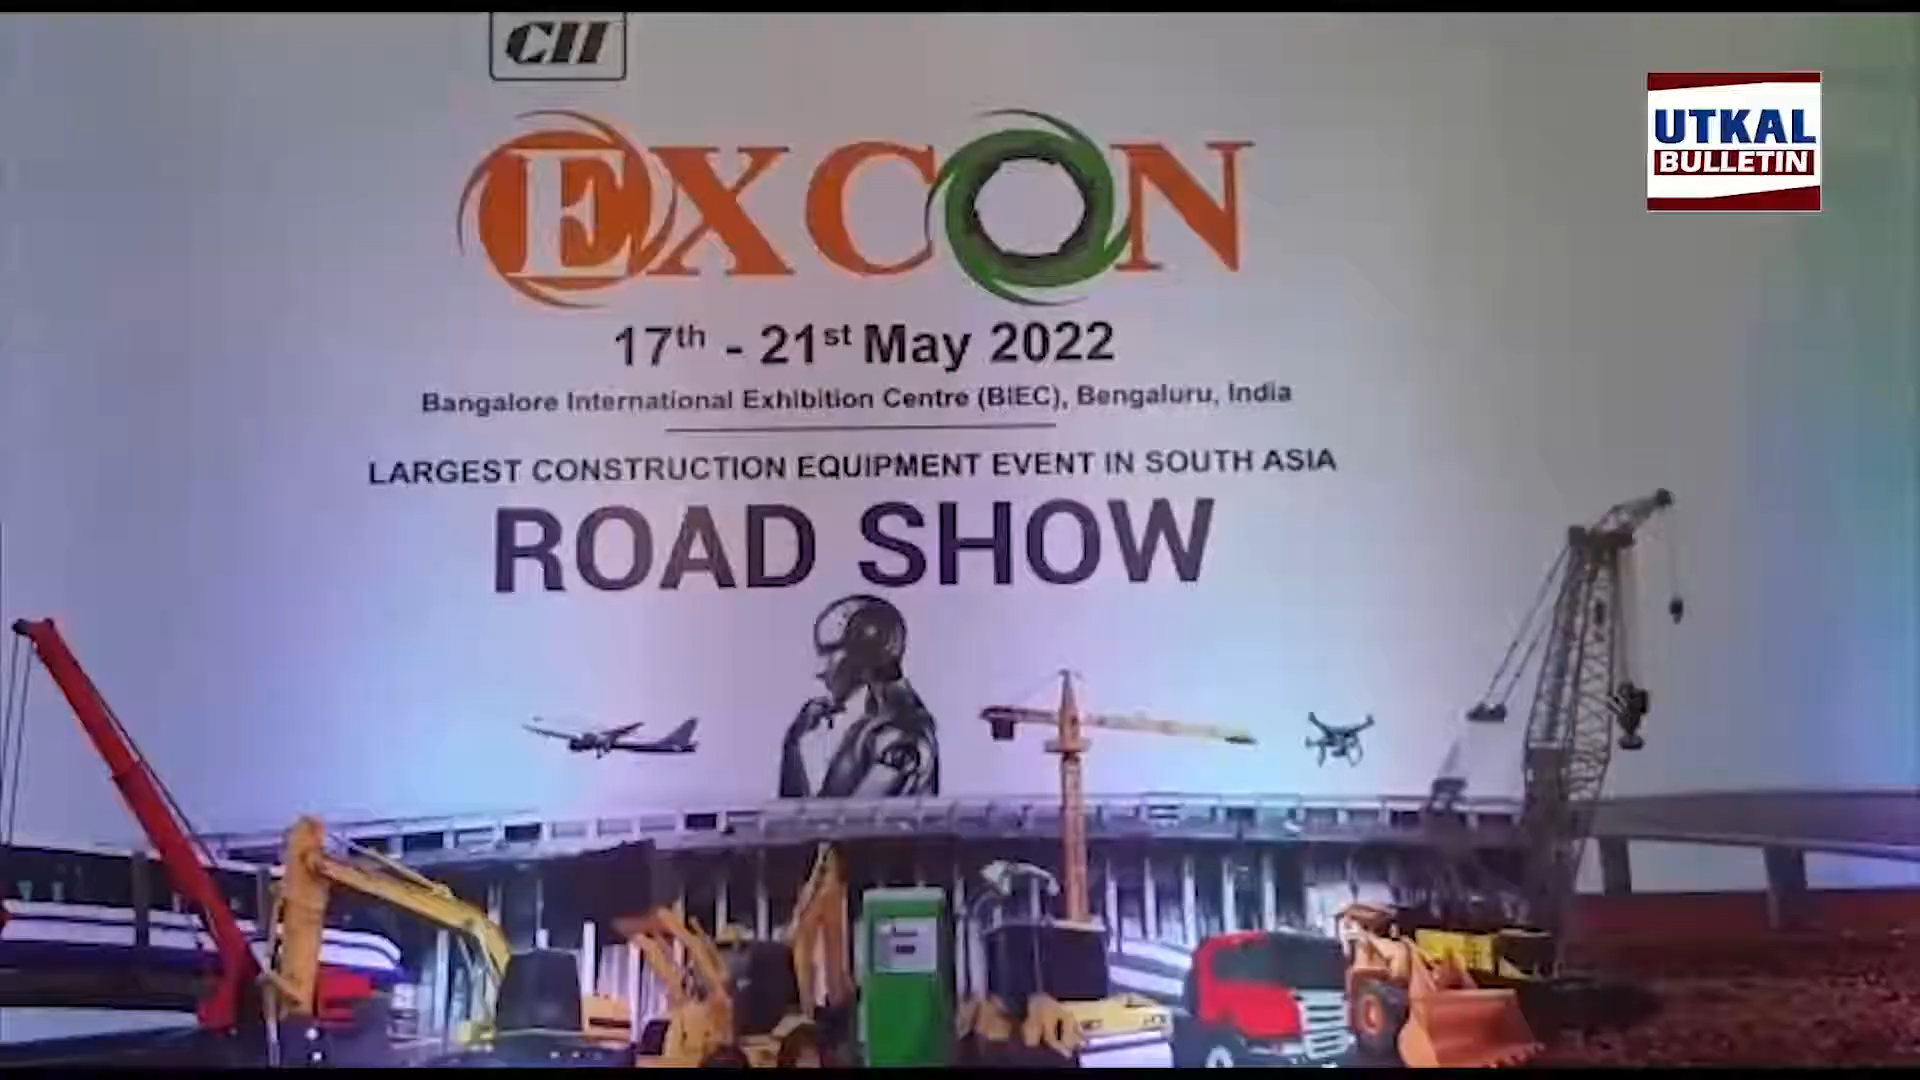 CII
EXCON
17th - 21st May 2022
Bangalore International Exhibition Centre (BIEC), Bengaluru, India
LARGEST CONSTRUCTION EQUIPMENT EVENT IN SOUTH ASIA
ROAD SHOW
UTKAL
BULLETIN